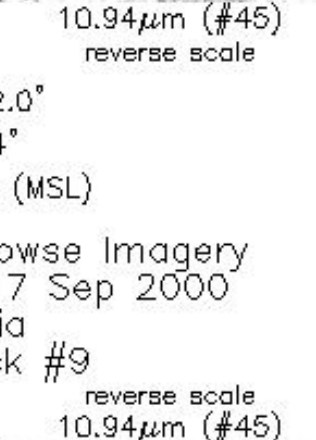 10.94µm (#45)
reverse scale
2.0°
4°
(MSL)
owse Imagery
7 Sep 2000
ia
ck #9
reverse scale
10.94µm (#45)